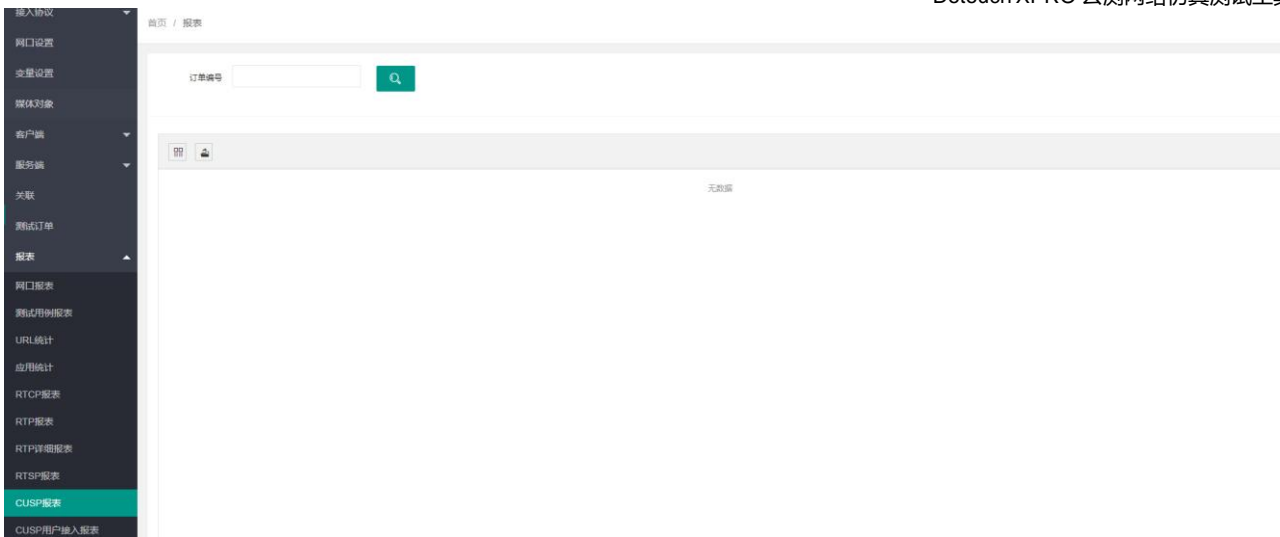 接入协议
网口设置
变量设置
媒体对象
客户端
服务端
关联
测试订单
报表
网口报表
测试用例报表
URL统计
应用统计
RTCP报表
RTP报表
RTP详细报表
RTSP报表
CUSP报表
CUSP用户接入报表
首页 / 报表
订单编号
无数据